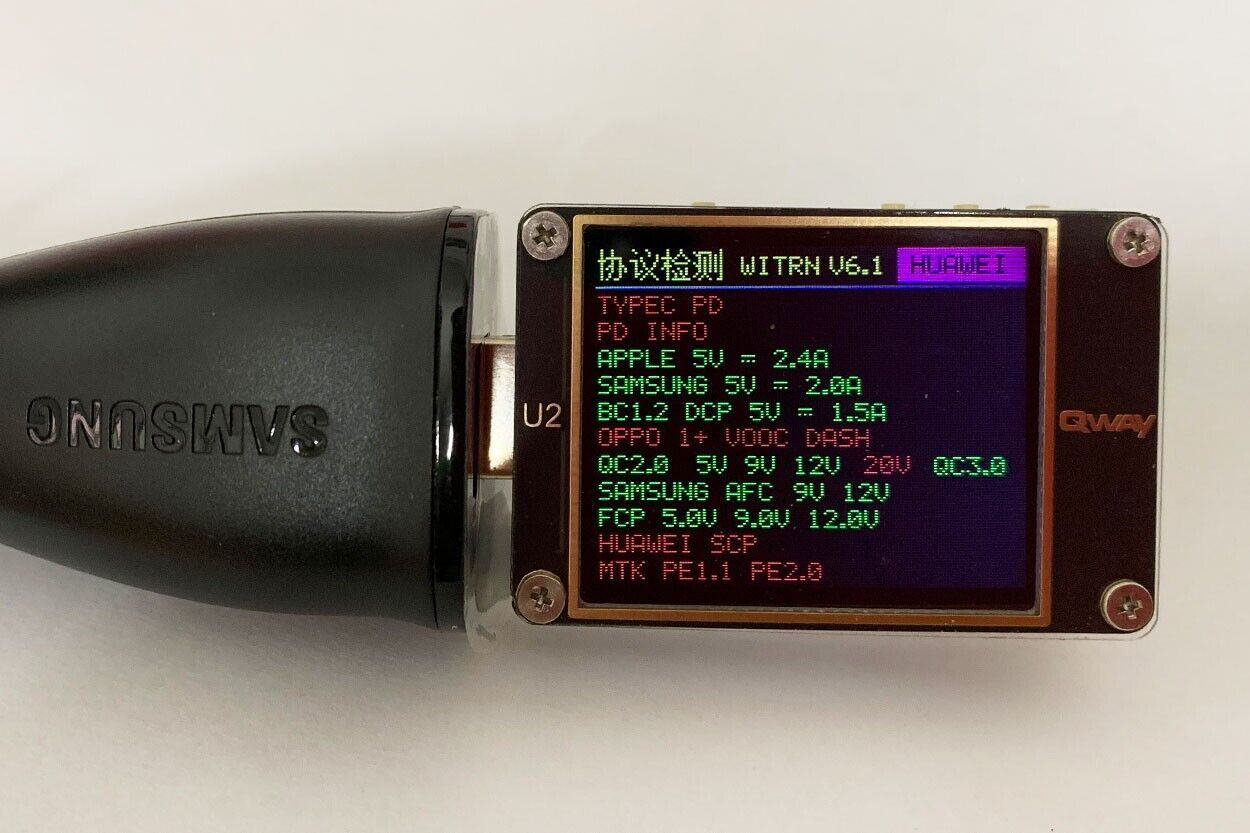 SAMSUNG
U2
协议检测 WITRN V6.1 HUAWEI
TYPEC PD
PD INFO
APPLE 5V = 2.4A
SAMSUNG 5V = 2.0A
BC1.2 DCP 5V = 1.5A
OPPO 1+ VOOC DASH
QC2.0 5V 9V 12V 20V QC3.0
SAMSUNG AFC 9V 12V
FCP 5.0V 9.0V 12.0V
HUAWEI SCP
MTK PE1.1 PE2.0
Qway